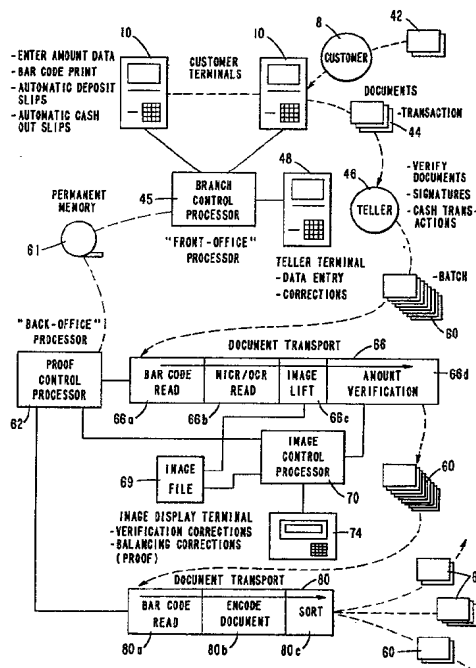 10
10
8
42
CUSTOMER
-ENTER AMOUNT DATA
-BAR CODE PRINT
-AUTOMATIC DEPOSIT
SLIPS
-AUTOMATIC CASH
OUT SLIPS
CUSTOMER
TERMINALS
DOCUMENTS
-TRANSACTION
44
48
46
TELLER
-VERIFY
DOCUMENTS
-SIGNATURES
-CASH TRANS-
ACTIONS
PERMANENT
MEMORY
61
45
BRANCH
CONTROL
PROCESSOR
"FRONT-OFFICE"
PROCESSOR
TELLER TERMINAL
-DATA ENTRY
-CORRECTIONS
-BATCH
60
"BACK-OFFICE"
PROCESSOR
PROOF
CONTROL
PROCESSOR
62
DOCUMENT TRANSPORT
66
BAR CODE
READ
MICR/OCR
READ
IMAGE
LIFT
AMOUNT
VERIFICATION
66a
66b
66c
66d
69
IMAGE
FILE
IMAGE
CONTROL
PROCESSOR
70
60
IMAGE DISPLAY TERMINAL
-VERIFICATION CORRECTIONS
-BALANCING CORRECTIONS
(PROOF)
74
DOCUMENT TRANSPORT
80
BAR CODE
READ
ENCODE
DOCUMENT
SORT
80a
80b
80c
60